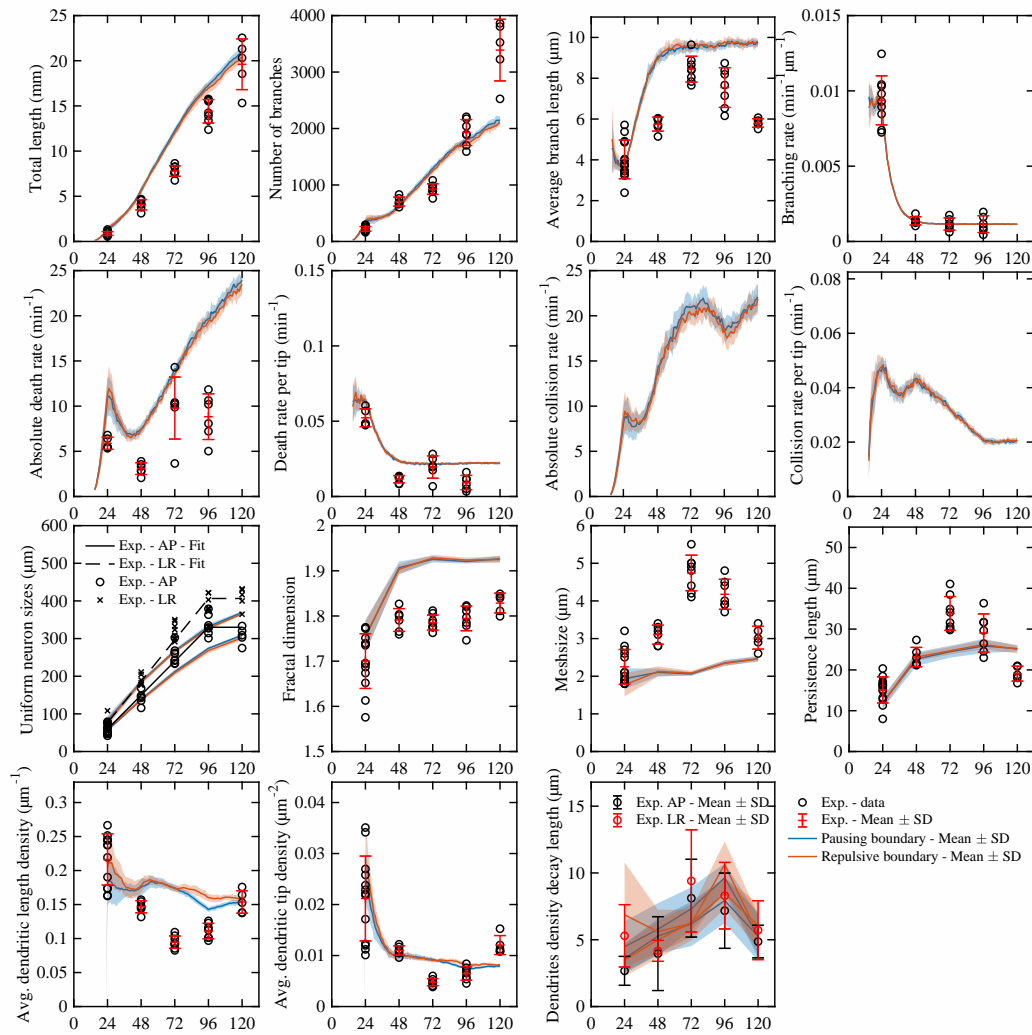 Total length (mm)
25
20
15
10
5
0
0 24 48 72 96 120
Number of branches
4000
3000
2000
1000
0
0 24 48 72 96 120
Average branch length (μm)
10
8
6
4
2
0
0 24 48 72 96 120
Branching rate (min⁻¹μm⁻¹)
0.015
0.01
0.005
0
0 24 48 72 96 120
Absolute death rate (min⁻¹)
25
20
15
10
5
0
0 24 48 72 96 120
Death rate per tip (min⁻¹)
0.15
0.1
0.05
0
0 24 48 72 96 120
Absolute collision rate (min⁻¹)
25
20
15
10
5
0
0 24 48 72 96 120
Collision rate per tip (min⁻¹)
0.08
0.06
0.04
0.02
0
0 24 48 72 96 120
Uniform neuron sizes (μm)
600
500
400
300
200
100
0
Exp. - AP - Fit
Exp. - LR - Fit
Exp. - AP
Exp. - LR
0 24 48 72 96 120
Fractal dimension
2
1.9
1.8
1.7
1.6
1.5
0 24 48 72 96 120
Meshsize (μm)
6
5
4
3
2
1
0
0 24 48 72 96 120
Persistence length (μm)
50
40
30
20
10
0
0 24 48 72 96 120
Avg. dendritic length density (μm⁻¹)
0.3
0.25
0.2
0.15
0.1
0.05
0
0 24 48 72 96 120
Avg. dendritic tip density (μm⁻²)
0.04
0.03
0.02
0.01
0
0 24 48 72 96 120
Dendrites density decay length (μm)
15
10
5
0
Exp. AP - Mean ± SD
Exp. LR - Mean ± SD
0 24 48 72 96 120
Exp. - data
Exp. - Mean ± SD
Pausing boundary - Mean ± SD
Repulsive boundary - Mean ± SD